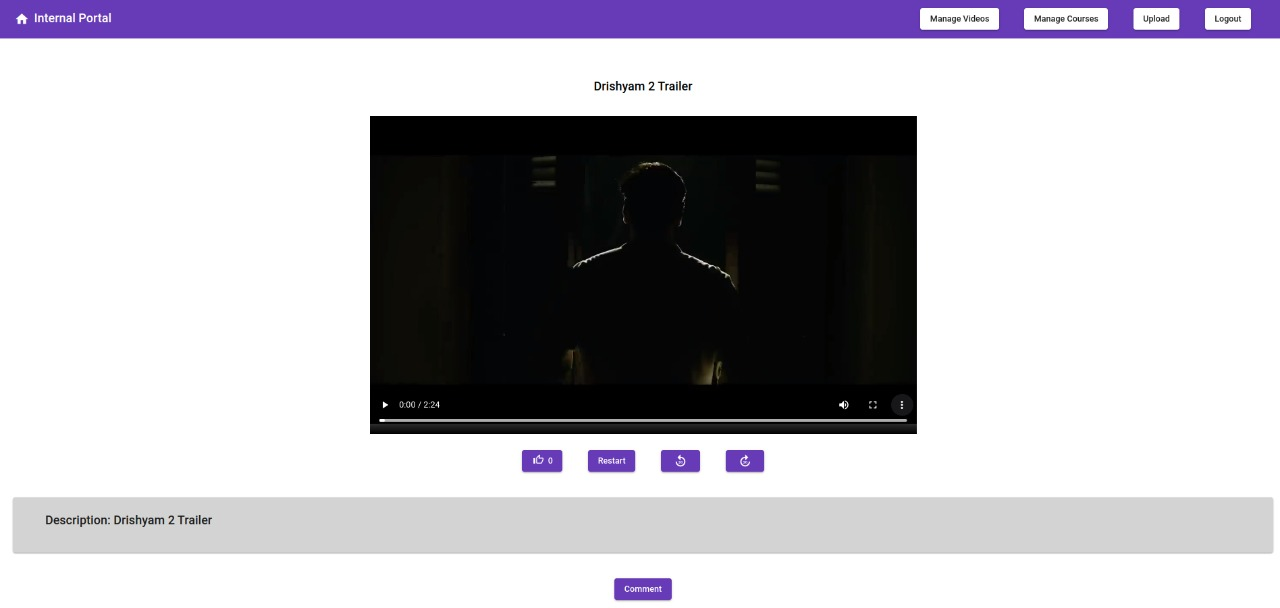 Internal Portal
Manage Videos
Manage Courses
Upload
Logout
Drishyam 2 Trailer
0:00 / 2:24
0
Restart
Description: Drishyam 2 Trailer
Comment